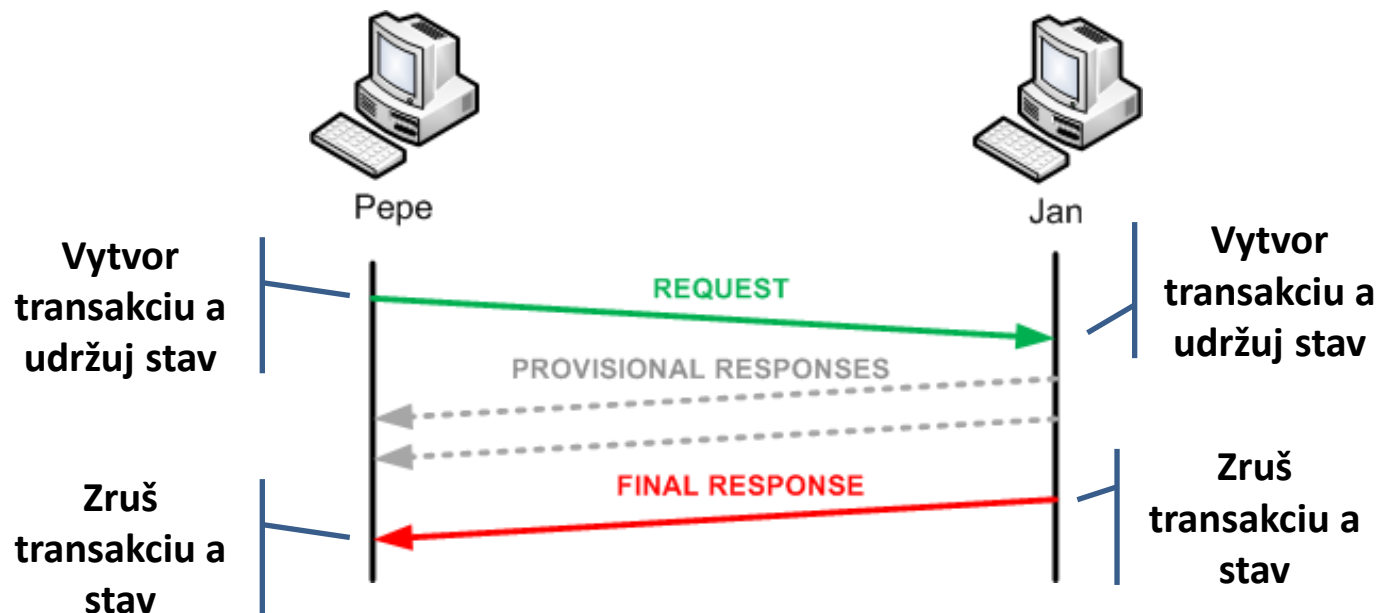 Pepe
Jan
Vytvor
transakciu a
udržuj stav
Vytvor
transakciu a
udržuj stav
REQUEST
PROVISIONAL RESPONSES
FINAL RESPONSE
Zruš
transakciu a
stav
Zruš
transakciu a
stav